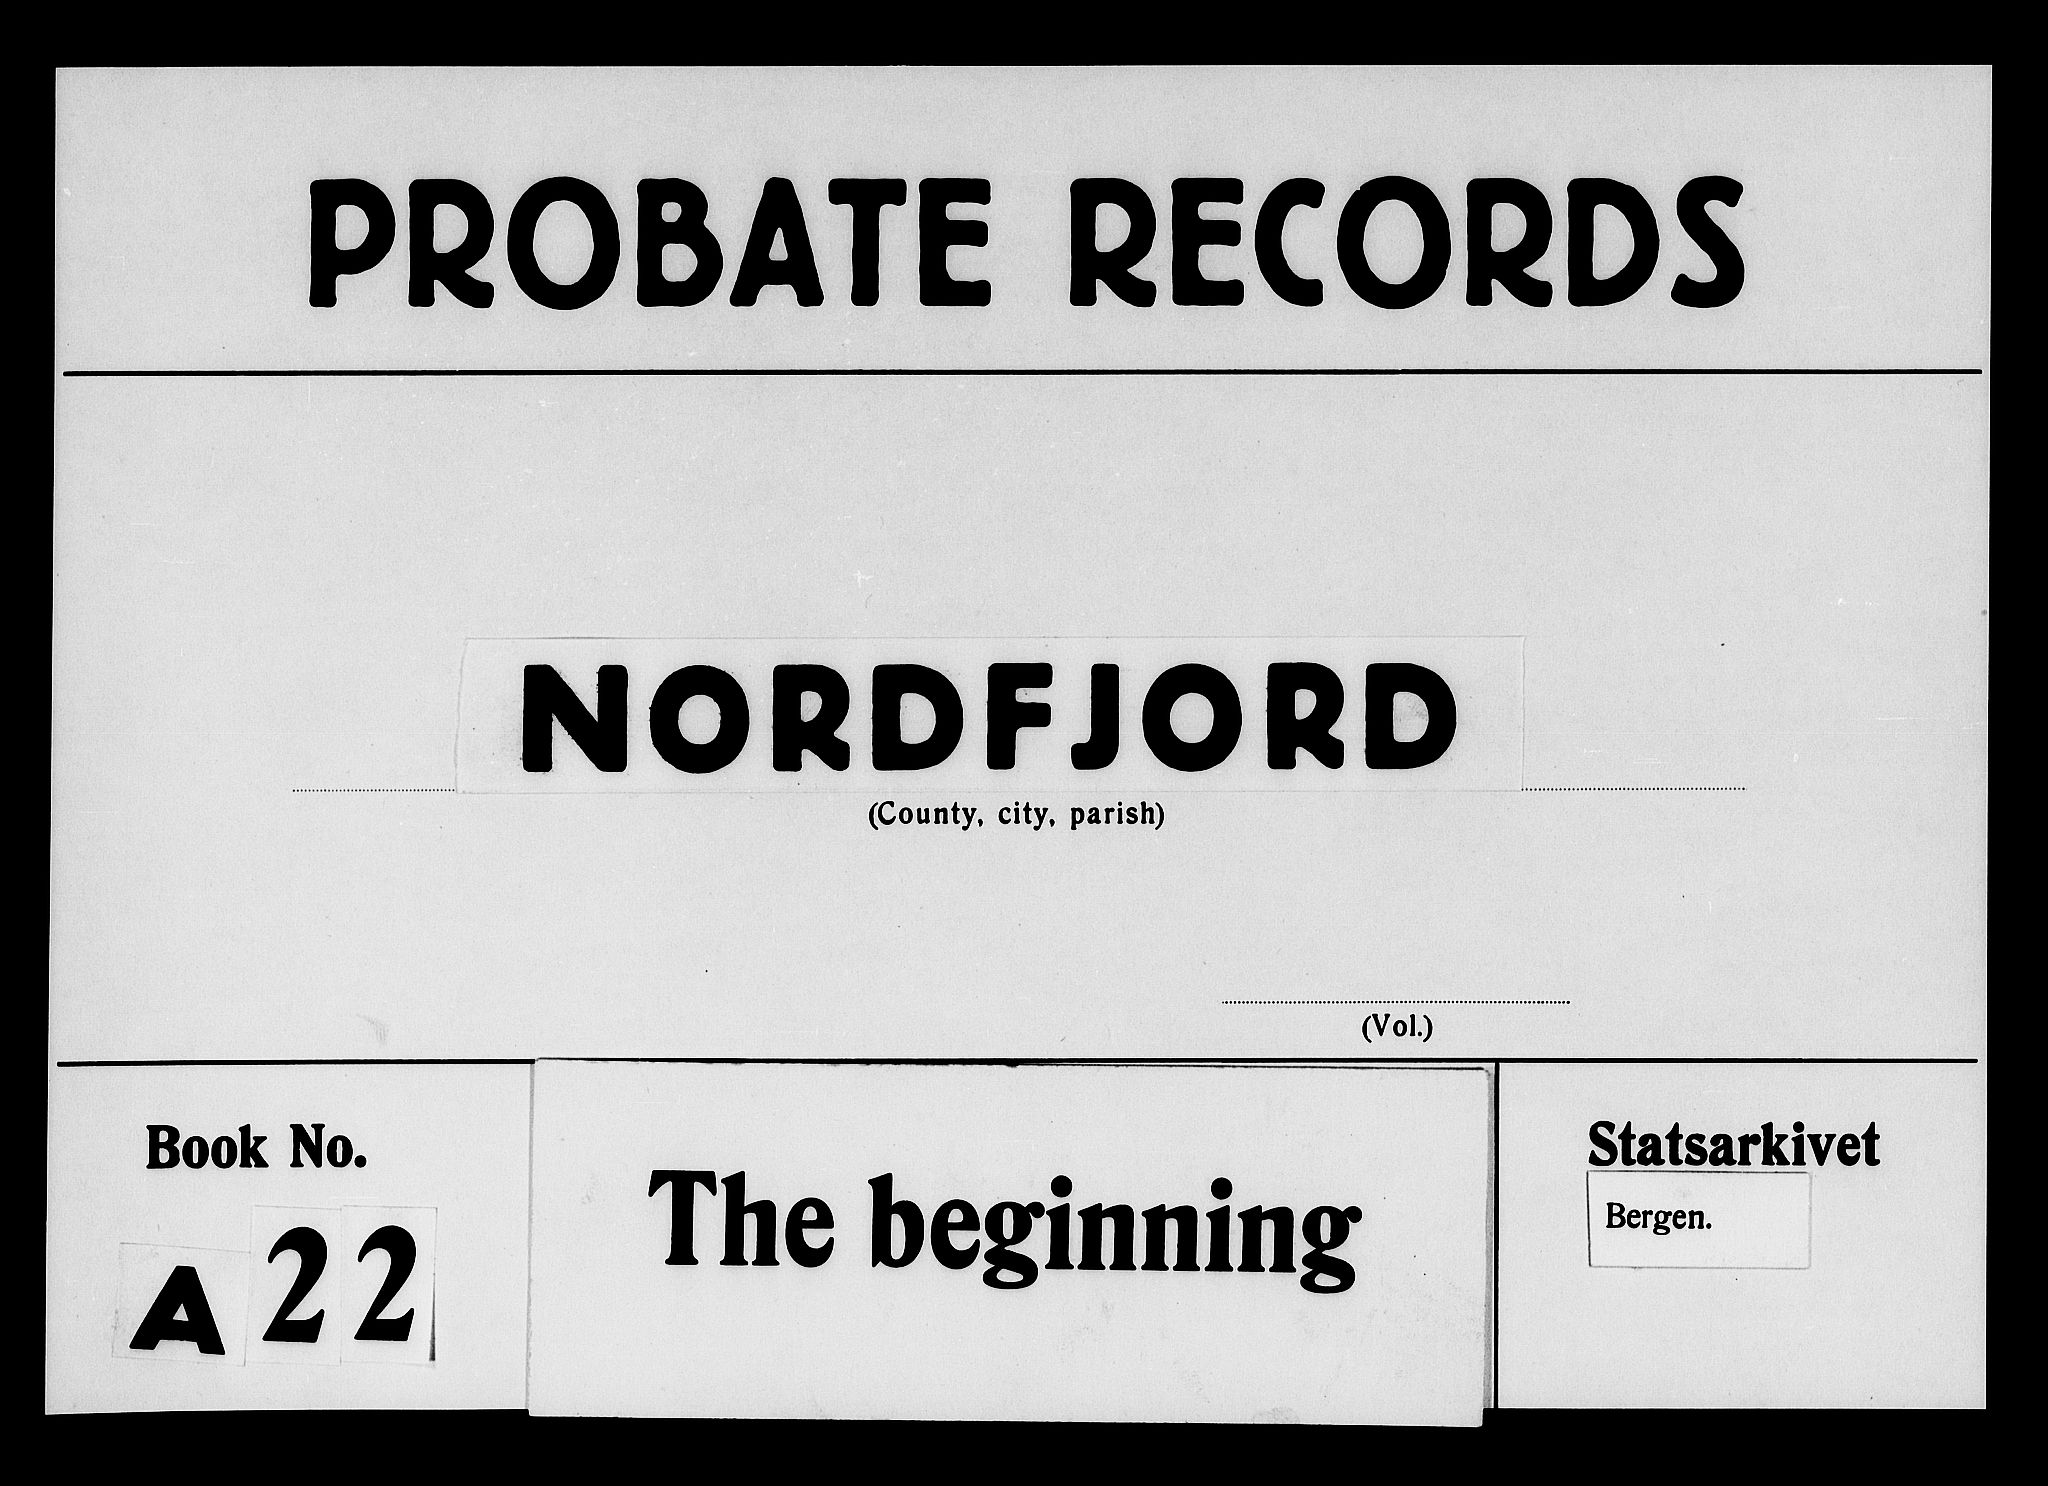 PROBATE RECORDS
NORDFJORD
(County, city, parish)
(Vol.)
Book No.
A 22
The beginning
Statsarkivet
Bergen.